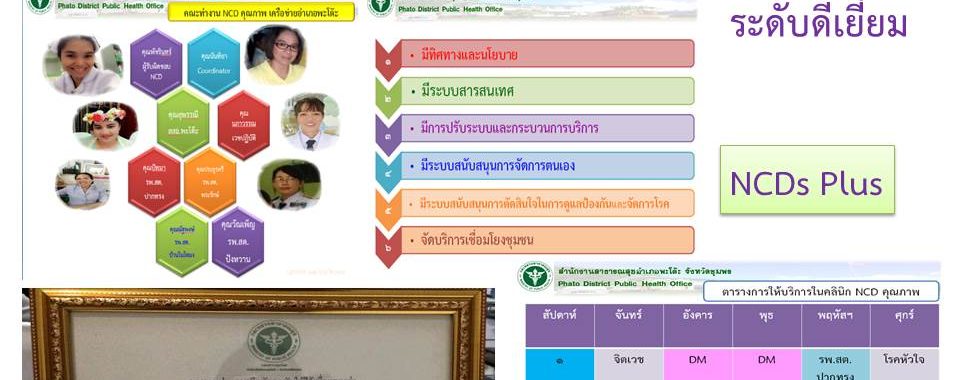 Phato District Public Health Office
คณะทำงาน NCD คุณภาพ เครือข่ายอำเภอพะโต๊ะ
คุณพัชรินทร์
ผู้รับผิดชอบ
NCD
คุณนันทิยา
Coordinator
คุณสุพรรณี
สสอ.พะโต๊ะ
คุณ
นภาวรรณ
เวชปฏิบัติ
คุณปัทมา
รพ.สต.
ปากทรง
รพ.สต.
พระรักษ์
รพ.สต.
คุณวันเพ็ญ
รพ.สต.
ปังหวาน
Phato District Public Health Office
๑ • มีทิศทางและนโยบาย
๒ • มีระบบสารสนเทศ
๓ • มีการปรับระบบและกระบวนการบริการ
๔ • มีระบบสนับสนุนการจัดการตนเอง
๕ • มีระบบสนับสนุนการตัดสินใจในการดูแลป้องกันและจัดการโรค
๖ • จัดบริการเชื่อมโยงชุมชน
ระดับดีเยี่ยม
NCDs Plus
สำนักงานสาธารณสุขอำเภอพะโต๊ะ จังหวัดชุมพร
Phato District Public Health Office
ตารางการให้บริการในคลินิก NCD คุณภาพ
สัปดาห์ จันทร์ อังคาร พุธ พฤหัสฯ ศุกร์
๑ จิตเวช DM DM รพ.สต. โรคหัวใจ
ปากทรง